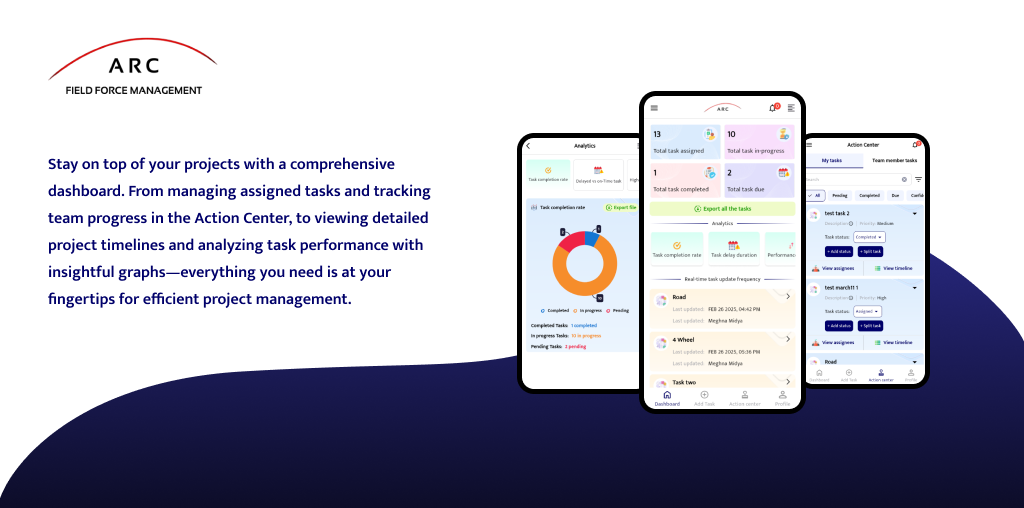 ARC
FIELD FORCE MANAGEMENT
Stay on top of your projects with a comprehensive
dashboard. From managing assigned tasks and tracking
team progress in the Action Center, to viewing detailed
project timelines and analyzing task performance with
insightful graphs—everything you need is at your
fingertips for efficient project management.
Analytics
Task completion rate
Delayed vs on-Time task
Task completion rate
Export file
Completed
In progress
Pending
Completed Tasks: 1 completed
In progress Tasks: 10 in progress
Pending Tasks: 2 pending
ARC
13
Total task assigned
10
Total task in-progress
1
Total task completed
2
Total task due
Export all the tasks
Analytics
Task completion rate
Task delay duration
Performanc
Real-time task update frequency
Road
Last updated: FEB 26 2025, 04:42 PM
Last updated: Meghna Midya
4 Wheel
Last updated: FEB 26 2025, 05:36 PM
Last updated: Meghna Midya
Task two
Dashboard
Add Task
Action center
Profile
Action Center
My tasks
Team member tasks
All
Pending
Completed
Due
test task 2
Description
Priority: Medium
Task status:
Completed
+ Add status
+ Split task
View assignees
View timeline
test march11 1
Description
Priority: High
Task status:
Assigned
+ Add status
+ Split task
View assignees
View timeline
Road
Dashboard
Add Task
Action center
Profile